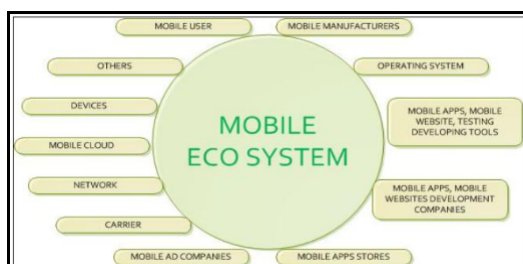 MOBILE USER
MOBILE MANUFACTURERS
OTHERS
OPERATING SYSTEM
DEVICES
MOBILE APPS, MOBILE
WEBSITE, TESTING
DEVELOPING TOOLS
MOBILE
ECO SYSTEM
MOBILE CLOUD
NETWORK
MOBILE APPS, MOBILE
WEBSITES DEVELOPMENT
COMPANIES
CARRIER
MOBILE AD COMPANIES
MOBILE APPS STORES